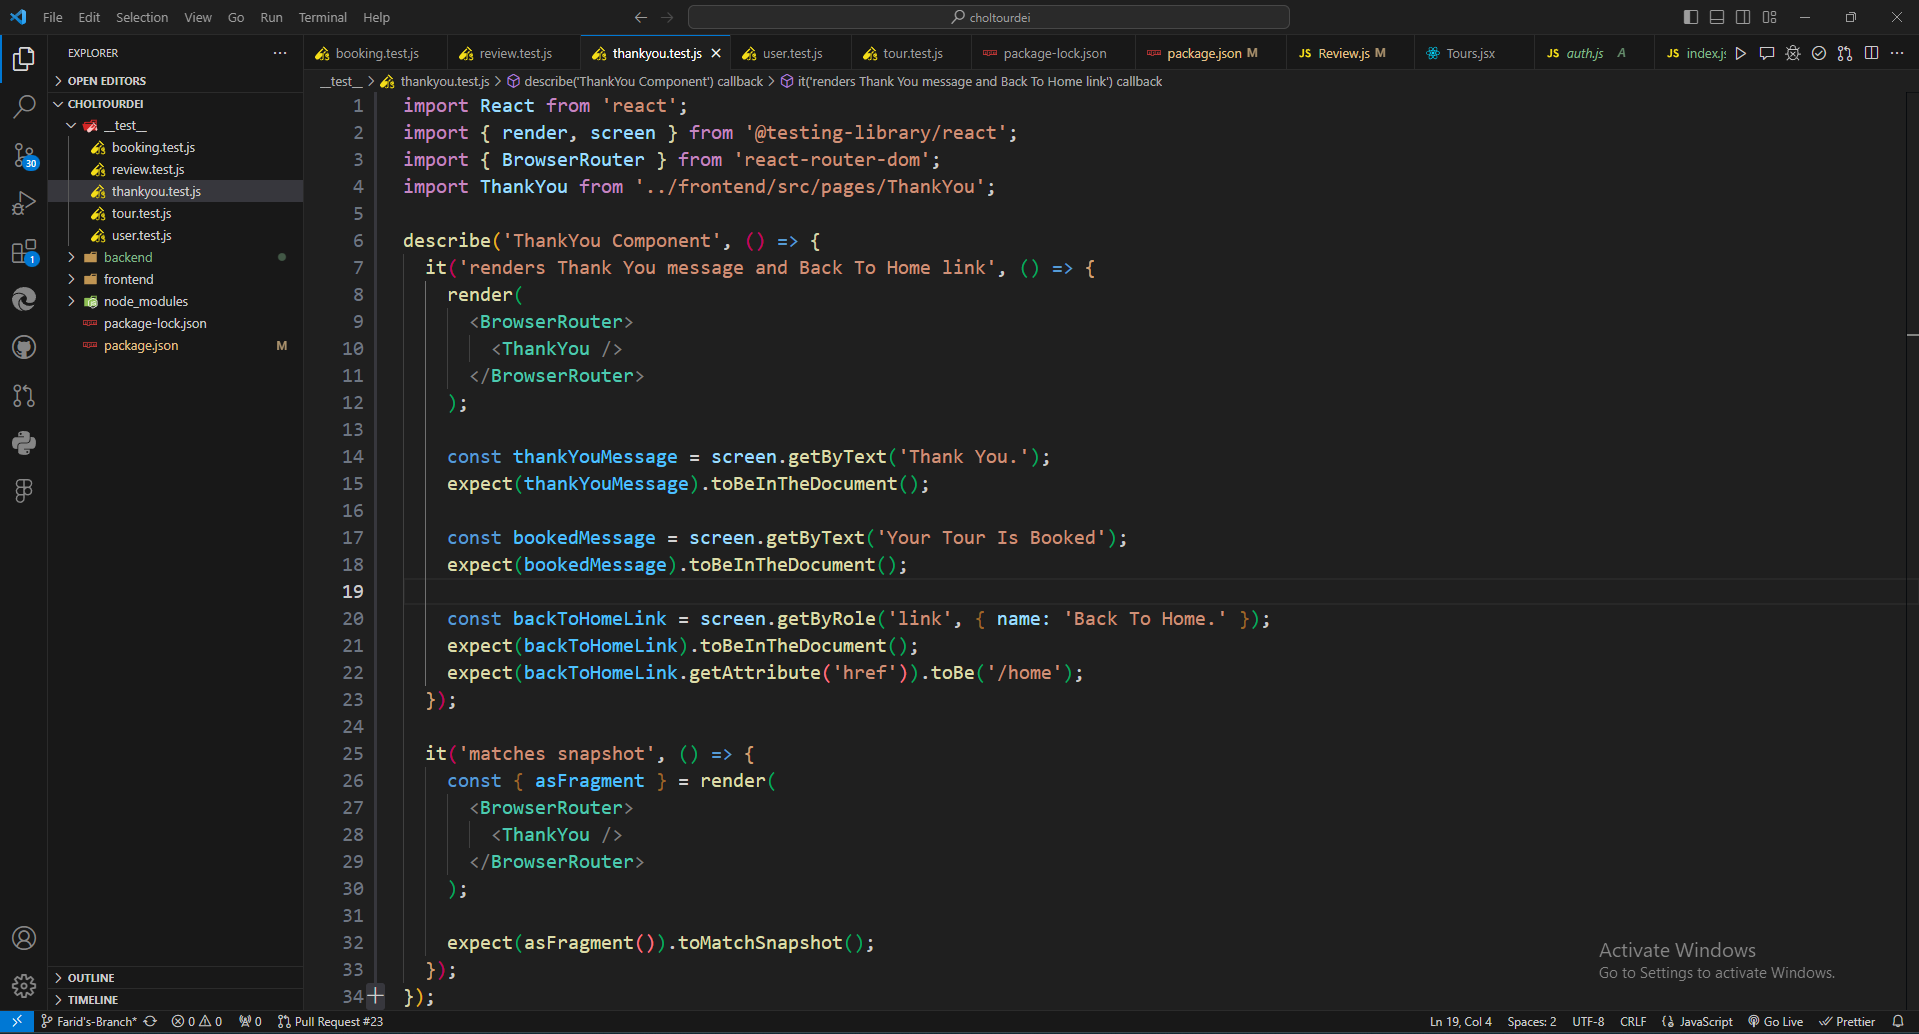 File Edit Selection View Go Run Terminal Help
choltourdei
EXPLORER
booking.test.js review.test.js thankyou.test.js user.test.js tour.test.js package-lock.json package.json M Review.js M Tours.jsx auth.js A index.js
__test__ > thankyou.test.js > describe('ThankYou Component') callback > it('renders Thank You message and Back To Home link') callback
OPEN EDITORS
CHOLTOURDEI
__test__
booking.test.js
review.test.js
thankyou.test.js
tour.test.js
user.test.js
backend
frontend
node_modules
package-lock.json
package.json M
30
1
1 import React from 'react';
2 import { render, screen } from '@testing-library/react';
3 import { BrowserRouter } from 'react-router-dom';
4 import ThankYou from '../frontend/src/pages/ThankYou';
5
6 describe('ThankYou Component', () => {
7 it('renders Thank You message and Back To Home link', () => {
8 render(
9 <BrowserRouter>
10 <ThankYou />
11 </BrowserRouter>
12 );
13
14 const thankYouMessage = screen.getByText('Thank You.');
15 expect(thankYouMessage).toBeInTheDocument();
16
17 const bookedMessage = screen.getByText('Your Tour Is Booked');
18 expect(bookedMessage).toBeInTheDocument();
19
20 const backToHomeLink = screen.getByRole('link', { name: 'Back To Home.' });
21 expect(backToHomeLink).toBeInTheDocument();
22 expect(backToHomeLink.getAttribute('href')).toBe('/home');
23 });
24
25 it('matches snapshot', () => {
26 const { asFragment } = render(
27 <BrowserRouter>
28 <ThankYou />
29 </BrowserRouter>
30 );
31
32 expect(asFragment()).toMatchSnapshot();
33 });
34 });
Activate Windows
Go to Settings to activate Windows.
OUTLINE
TIMELINE
Farid's-Branch* 0 0 0 Pull Request #23 Ln 19, Col 4 Spaces: 2 UTF-8 CRLF {} JavaScript Go Live Prettier